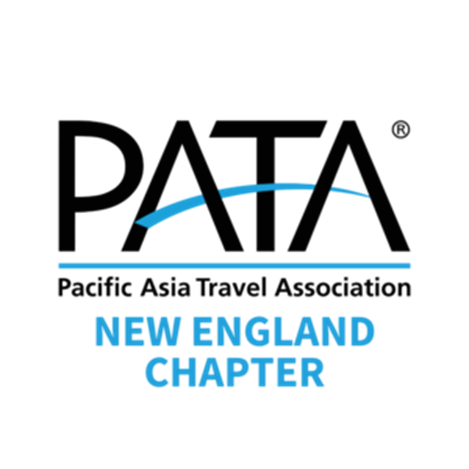 PATA®
Pacific Asia Travel Association
NEW ENGLAND
CHAPTER